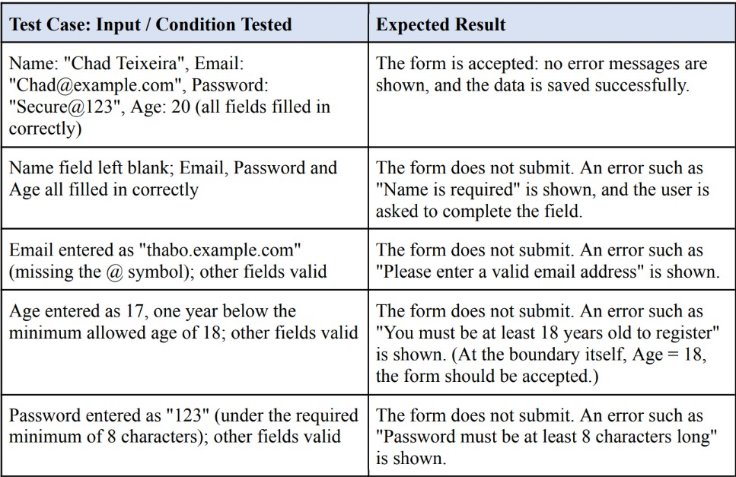 Test Case: Input / Condition Tested
Expected Result
Name: "Chad Teixeira", Email:
"Chad@example.com", Password:
"Secure@123", Age: 20 (all fields filled in
correctly)
The form is accepted: no error messages are
shown, and the data is saved successfully.
Name field left blank; Email, Password and
Age all filled in correctly
The form does not submit. An error such as
"Name is required" is shown, and the user is
asked to complete the field.
Email entered as "thabo.example.com"
(missing the @ symbol); other fields valid
The form does not submit. An error such as
"Please enter a valid email address" is shown.
Age entered as 17, one year below the
minimum allowed age of 18; other fields valid
The form does not submit. An error such as
"You must be at least 18 years old to register"
is shown. (At the boundary itself, Age = 18,
the form should be accepted.)
Password entered as "123" (under the required
minimum of 8 characters); other fields valid
The form does not submit. An error such as
"Password must be at least 8 characters long"
is shown.